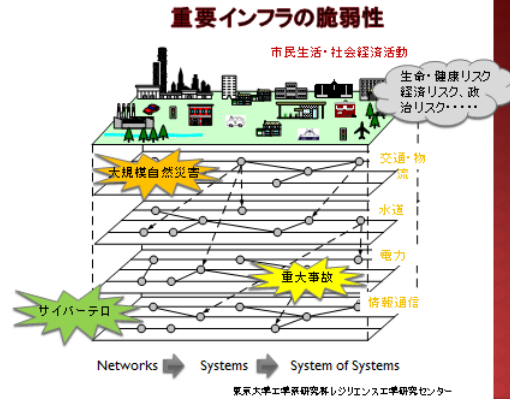 重要インフラの脆弱性
市民生活・社会経済活動
生命・健康リスク
経済リスク、政
治リスク・・・・・
大規模自然災害
交通・物
流
水道
電力
重大事故
情報通信
サイバーテロ
Networks Systems System of Systems
東京大学工学系研究科レジリエンス工学研究センター